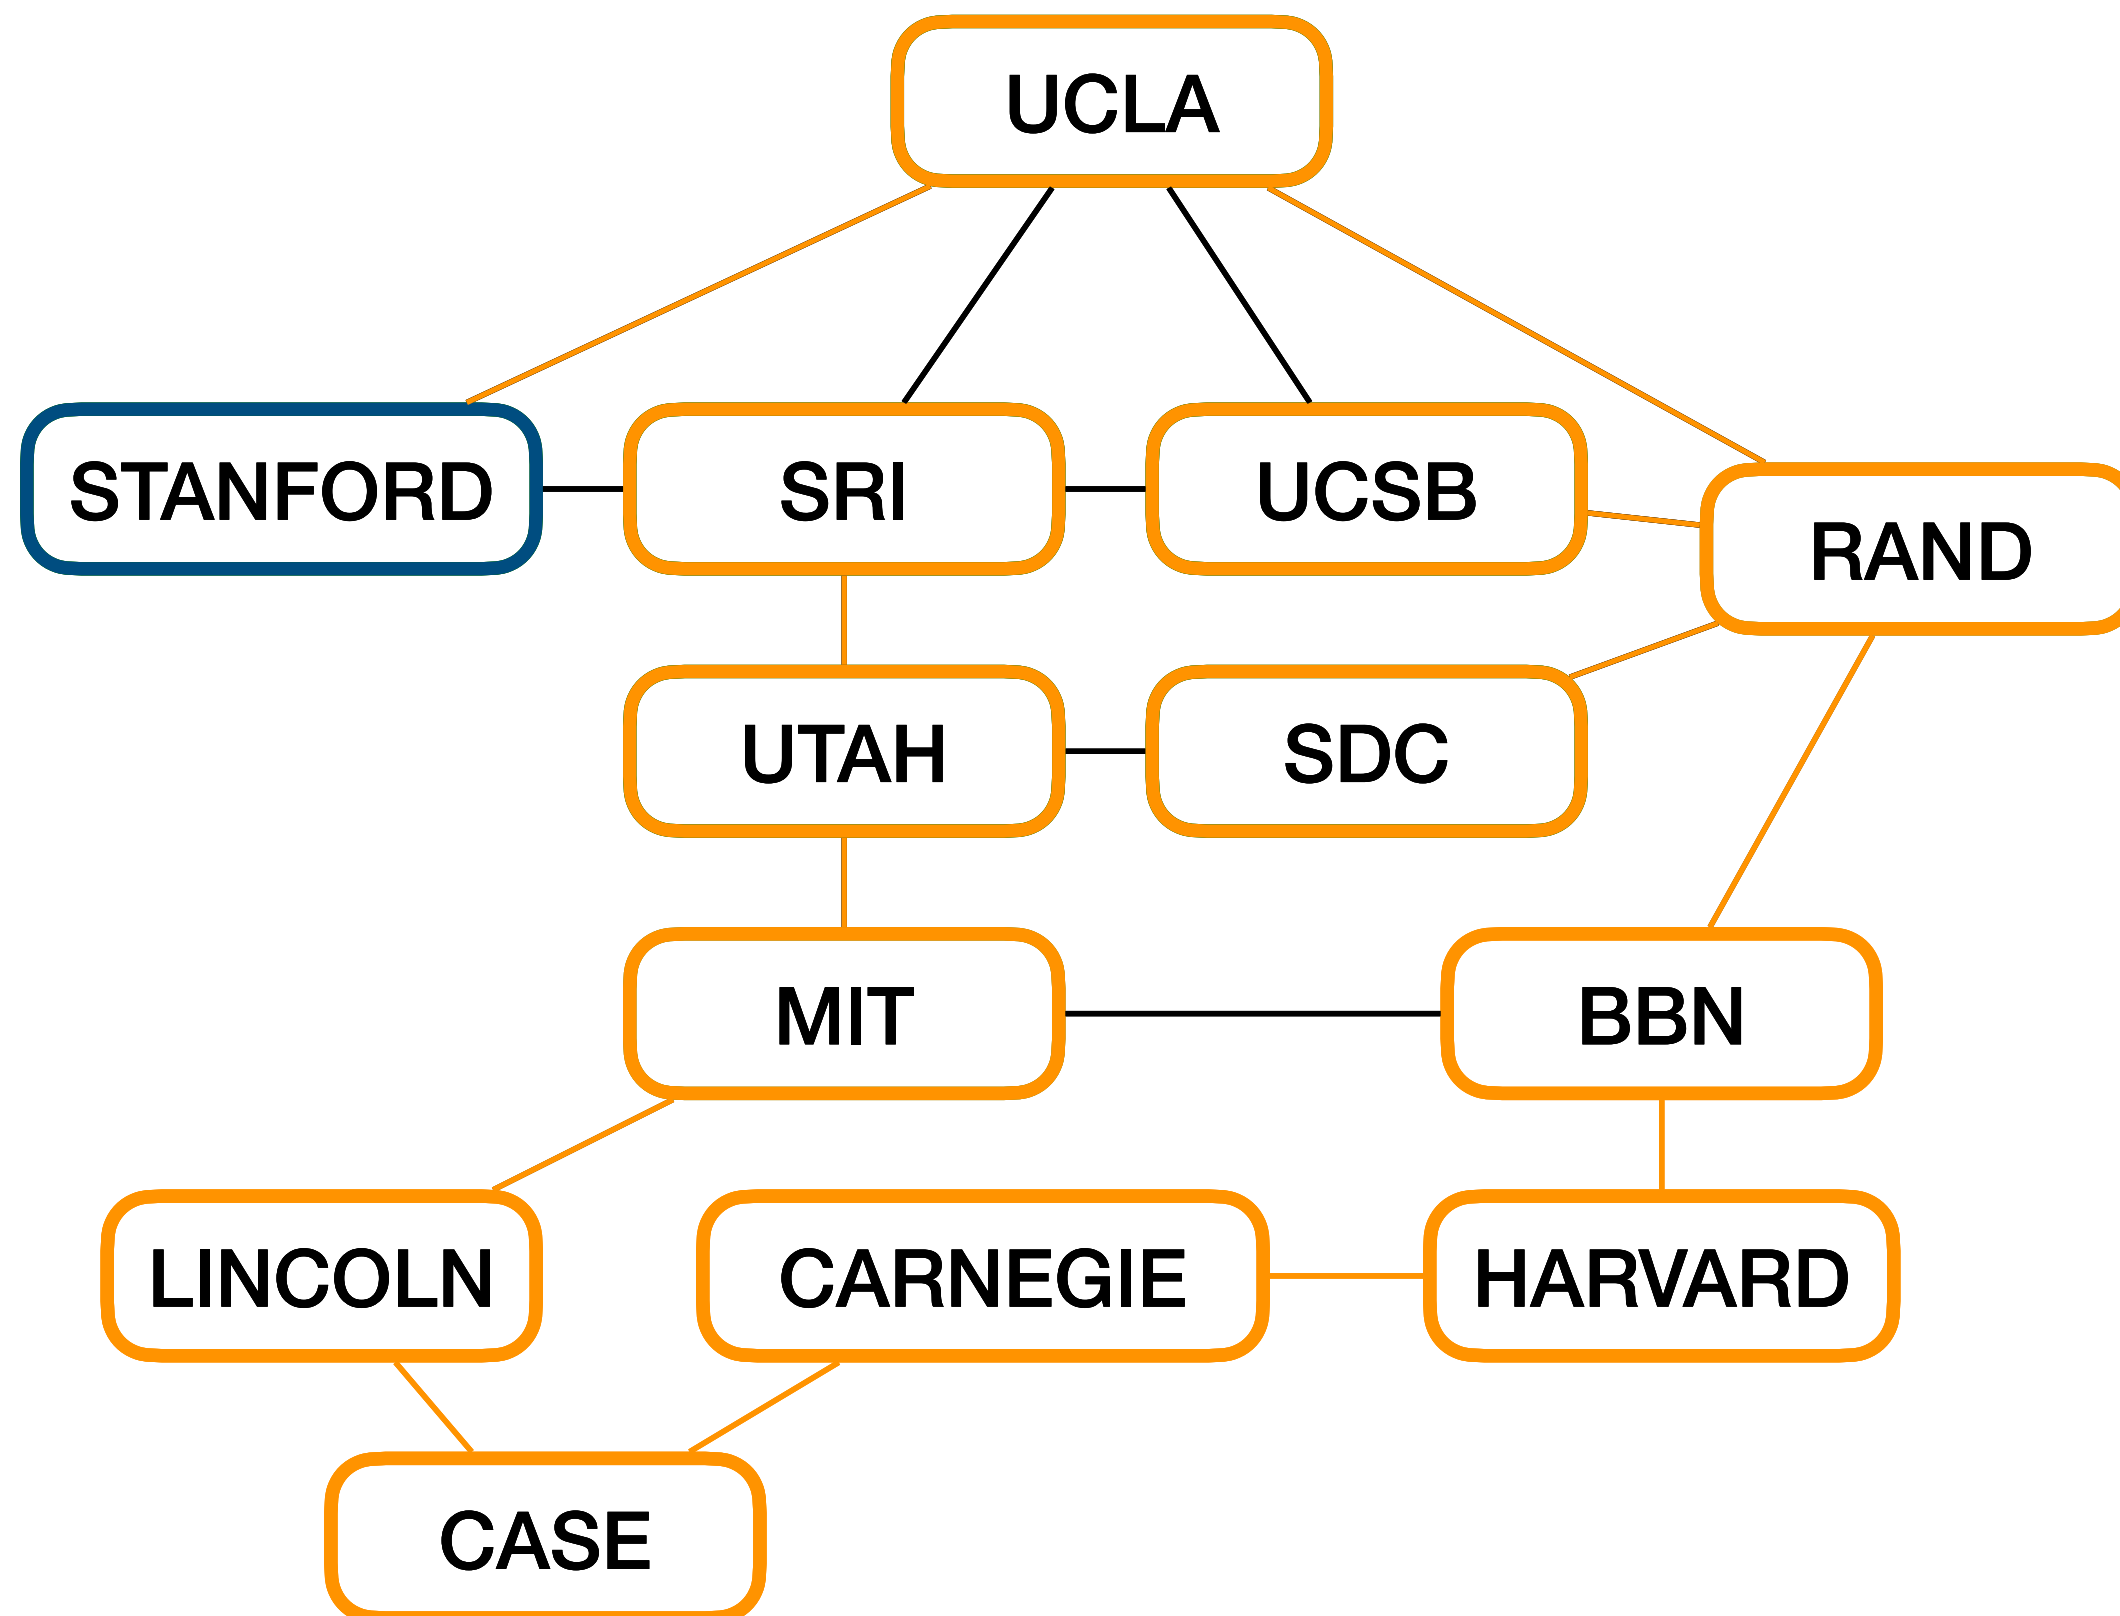 UCLA
STANFORD
SRI
UCSB
RAND
UTAH
SDC
MIT
BBN
LINCOLN
CARNEGIE
HARVARD
CASE